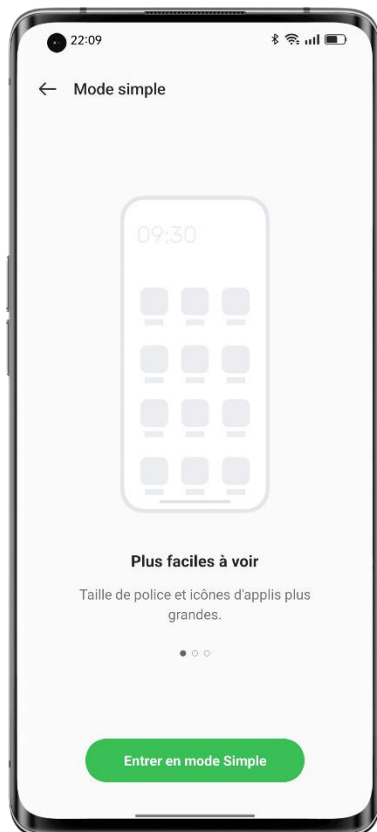 22:09
Mode simple
09:30
Plus faciles à voir
Taille de police et icônes d'applis plus
grandes.
Entrer en mode Simple